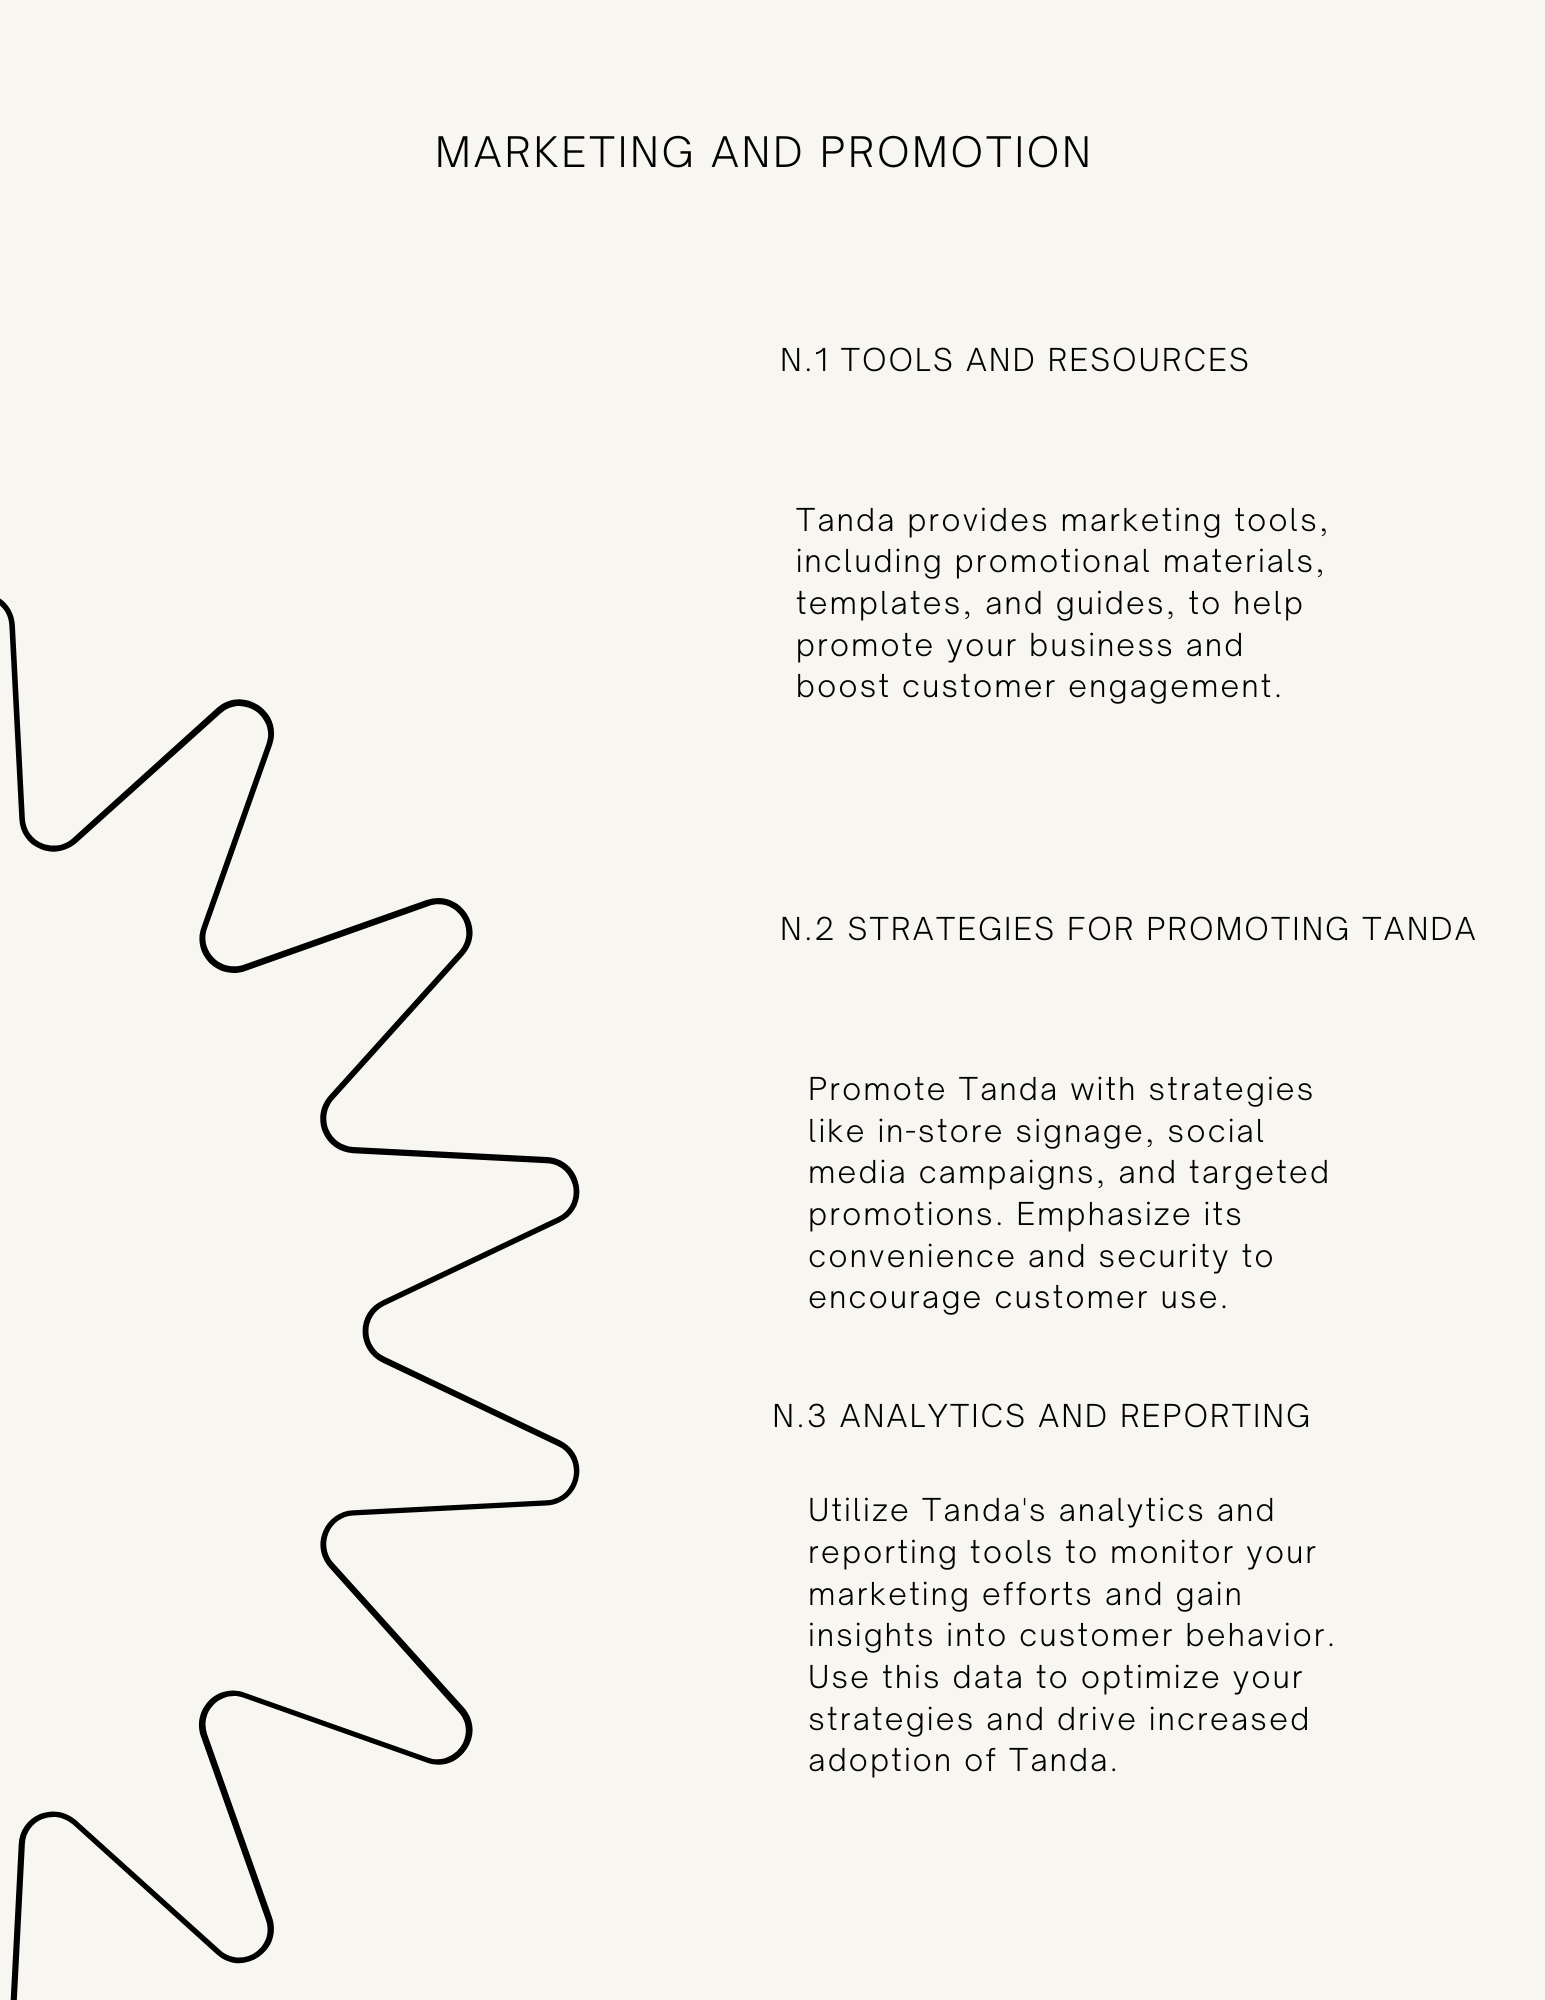 MARKETING AND PROMOTION
N.1 TOOLS AND RESOURCES
Tanda provides marketing tools,
including promotional materials,
templates, and guides, to help
promote your business and
boost customer engagement.
N.2 STRATEGIES FOR PROMOTING TANDA
Promote Tanda with strategies
like in-store signage, social
media campaigns, and targeted
promotions. Emphasize its
convenience and security to
encourage customer use.
N.3 ANALYTICS AND REPORTING
Utilize Tanda's analytics and
reporting tools to monitor your
marketing efforts and gain
insights into customer behavior.
Use this data to optimize your
strategies and drive increased
adoption of Tanda.